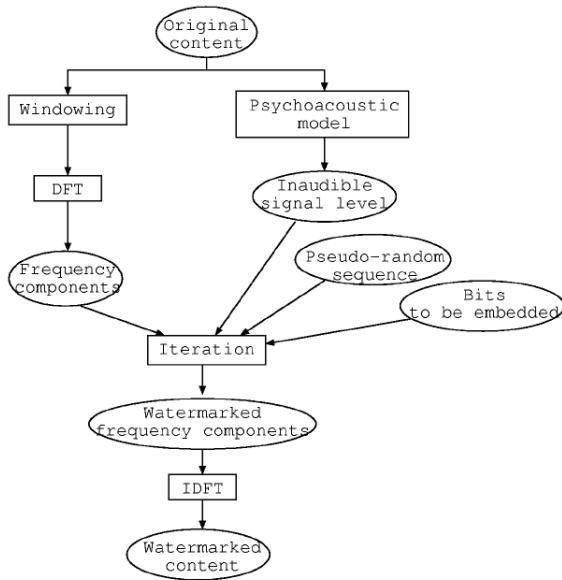 Original
content
Windowing
Psychoacoustic
model
DFT
Inaudible
signal level
Frequency
components
Pseudo-random
sequence
Bits
to be embedded
Iteration
Watermarked
frequency components
IDFT
Watermarked
content